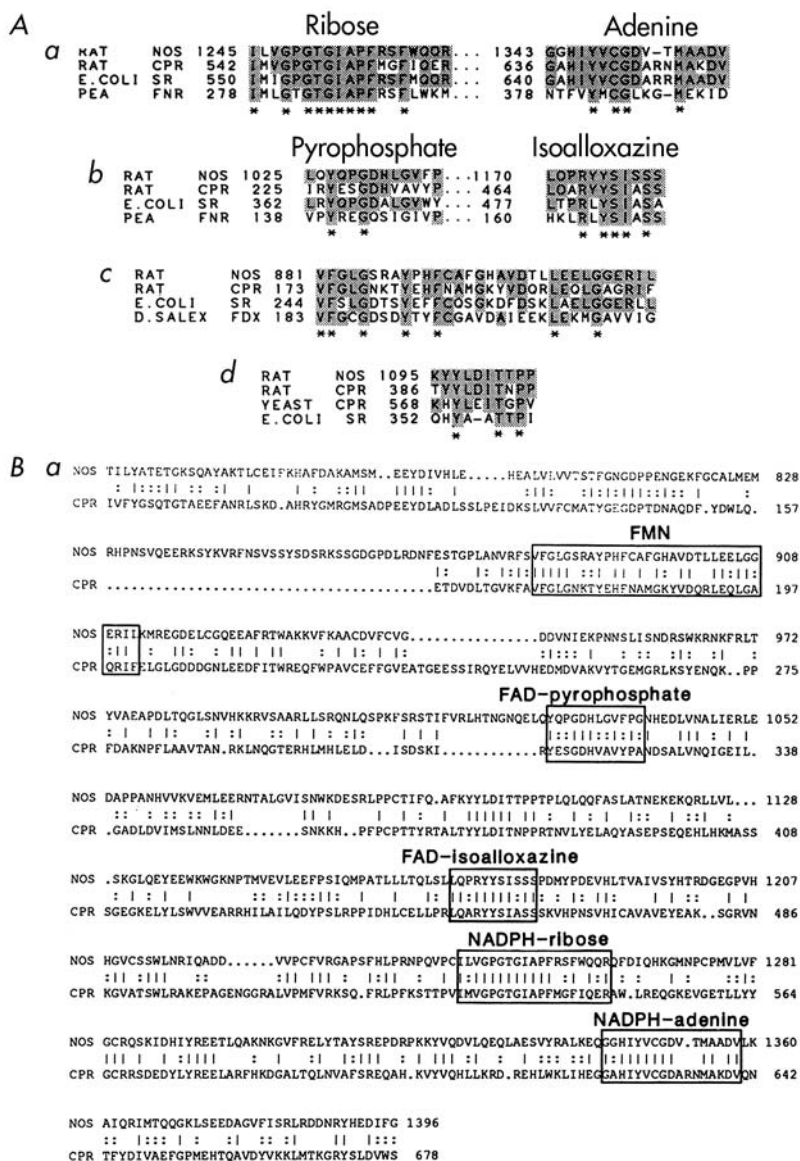 A
Ribose Adenine
a
RAT NOS 1245 ILVGPGTGIAPFRSFWQQR... 1343 GGHIYVCGDV-TMAADV
RAT CPR 542 IMVGPGTGIAPFMGFIQER... 636 GAHIYVCGDARNMAKDV
E.COLI SR 550 IMIGPGTGIAPFRSFMQQR... 640 GAHIYVCGDARRMAADV
PEA FNR 278 IMLGTGTGIAPFRSFLWKM... 378 NTFVYMCGLKG-MEKID
* * ******* * * ** *
Pyrophosphate Isoalloxazine
b
RAT NOS 1025 LQYQPGDHLGVFP...1170 LQPRYYSISSS
RAT CPR 225 IRYESGDHVAVYP...464 LQARYYSIASS
E.COLI SR 362 LRYQPGDALGVWY...477 LTPRLYSIASA
PEA FNR 138 VPYREGQSIGIVP...160 HKLRLYSIASS
* * * *** *
c
RAT NOS 881 VFGLGSRAYPHFCAFGHAVDTLLEELGGERIL
RAT CPR 173 VFGLGNKTYEHFNAMGKYVDQRLEQLGAGRIF
E.COLI SR 244 VFSLGDTSYEFFCQSGKDFDSKLAELGGERLL
D.SALEX FDX 183 VFGCGDSDYTYFCGAVDAIEEKLEKMGAVVIG
** * * * * *
d
RAT NOS 1095 KYYLDITTPP
RAT CPR 386 TYYLDITNPP
YEAST CPR 568 KHYLEITGPV
E.COLI SR 352 QHYA-ATTPI
* * *
B a
NOS TILYATETGKSQAYAKTLCEIFKHAFDAKAMSM..EEYDIVHLE.....HEALVLVVTSTFGNGDPPENGEKFGCALMEM 828
CPR IVFYGSQTGTAEEFANRLSKD.AHRYGMRGMSADPEEYDLADLSSLPEIDKSLVVFCMATYGEGDPTDNAQDF.YDWLQ. 157
FMN
NOS RHPNSVQEERKSYKVRFNSVSSYSDSRKSSGDGPDLRDNFESTGPLANVRFSVFGLGSRAYPHFCAFGHAVDTLLEELGG 908
CPR ....................................ETDVDLTGVKFAVFGLGNKTYEHFNAMGKYVDQRLEQLGA 197
NOS ERILKMREGDELCGQEEAFRTWAKKVFKAACDVFCVG..............DDVNIEKPNNSLISNDRSWKRNKFRLT 972
CPR QRIFELGLGDDDGNLEEDFITWREQFWPAVCEFFGVEATGEESSIRQYELVVHEDMDVAKVYTGEMGRLKSYENQK..PP 275
FAD-pyrophosphate
NOS YVAEAPDLTQGLSNVHKKRVSAARLLSRQNLQSPKFSRSTIFVRLHTNGNQELQYQPGDHLGVFPGNHEDLVNALIERLE 1052
CPR FDAKNPFLAAVTAN.RKLNQGTERHLMHLELD...ISDSKI...........RYESGDHVAVYPANDSALVNQIGEIL. 338
NOS DAPPANHVVKVEMLEERNTALGVISNWKDESRLPPCTIFQ.AFKYYLDITTPPTPLQLQQFASLATNEKEKQRLLVL... 1128
CPR .GADLDVIMSLNNLDEE.......SNKKH..PFPCPTTYRTALTYYLDITNPPRTNVLYELAQYASEPSEQEHLHKMASS 408
FAD-isoalloxazine
NOS .SKGLQEYEEWKWGKNPTMVEVLEEFPSIQMPATLLLTQLSLLQPRYYSISSSPDMYPDEVHLTVAIVSYHTRDGEGPVH 1207
CPR SGEGKELYLSWVVEARRHILAILQDYPSLRPPIDHLCELLPRLQARYYSIASSSKVHPNSVHICAVAVEYEAK..SGRVN 486
NADPH-ribose
NOS HGVCSSWLNRIQADD......VVPCFVRGAPSFHLPRNPQVPCILVGPGTGIAPFRSFWQQRQFDIQHKGMNPCPMVLVF 1281
CPR KGVATSWLRAKEPAGENGGRALVPMFVRKSQ.FRLPFKSTTPVIMVGPGTGIAPFMGFIQERAW.LREQGKEVGETLLYY 564
NADPH-adenine
NOS GCRQSKIDHIYREETLQAKNKGVFRELYTAYSREPDRPKKYVQDVLQEQLAESVYRALKEQGGHIYVCGDV.TMAADVLK 1360
CPR GCRRSDEDYLYREELARFHKDGALTQLNVAFSREQAH.KVYVQHLLKRD.REHLWKLIHEGGAHIYVCGDARNMAKDVQN 642
NOS AIQRIMTQQGKLSEEDAGVFISRLRDDNRYHEDIFG 1396
CPR TFYDIVAEFGPMEHTQAVDYVKKLMTKGRYSLDVWS 678